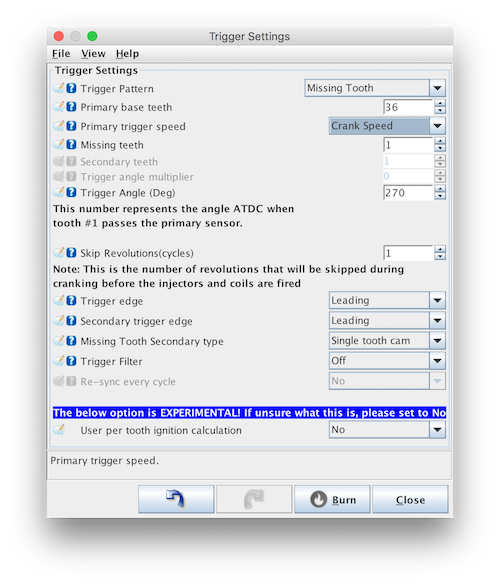 Trigger Settings
File View Help
Trigger Settings
Trigger Pattern Missing Tooth
Primary base teeth 36
Primary trigger speed Crank Speed
Missing teeth 1
Secondary teeth 1
Trigger angle multiplier 0
Trigger Angle (Deg) 270
This number represents the angle ATDC when
tooth #1 passes the primary sensor.
Skip Revolutions(cycles) 1
Note: This is the number of revolutions that will be skipped during
cranking before the injectors and coils are fired
Trigger edge Leading
Secondary trigger edge Leading
Missing Tooth Secondary type Single tooth cam
Trigger Filter Off
Re-sync every cycle No
The below option is EXPERIMENTAL! If unsure what this is, please set to No
User per tooth ignition calculation No
Primary trigger speed.
Burn Close